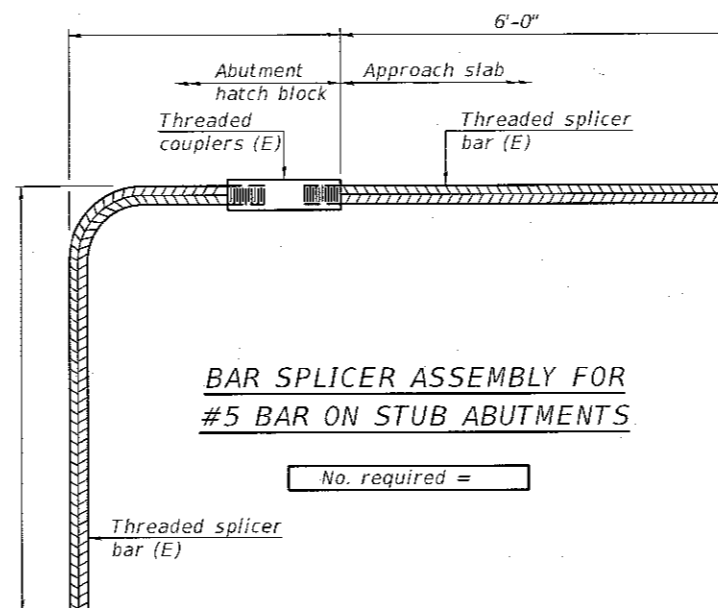 6'-0"
Abutment
hatch block
Approach slab
Threaded
couplers (E)
Threaded splicer
bar (E)
BAR SPLICER ASSEMBLY FOR
#5 BAR ON STUB ABUTMENTS
No. required =
Threaded splicer
bar (E)